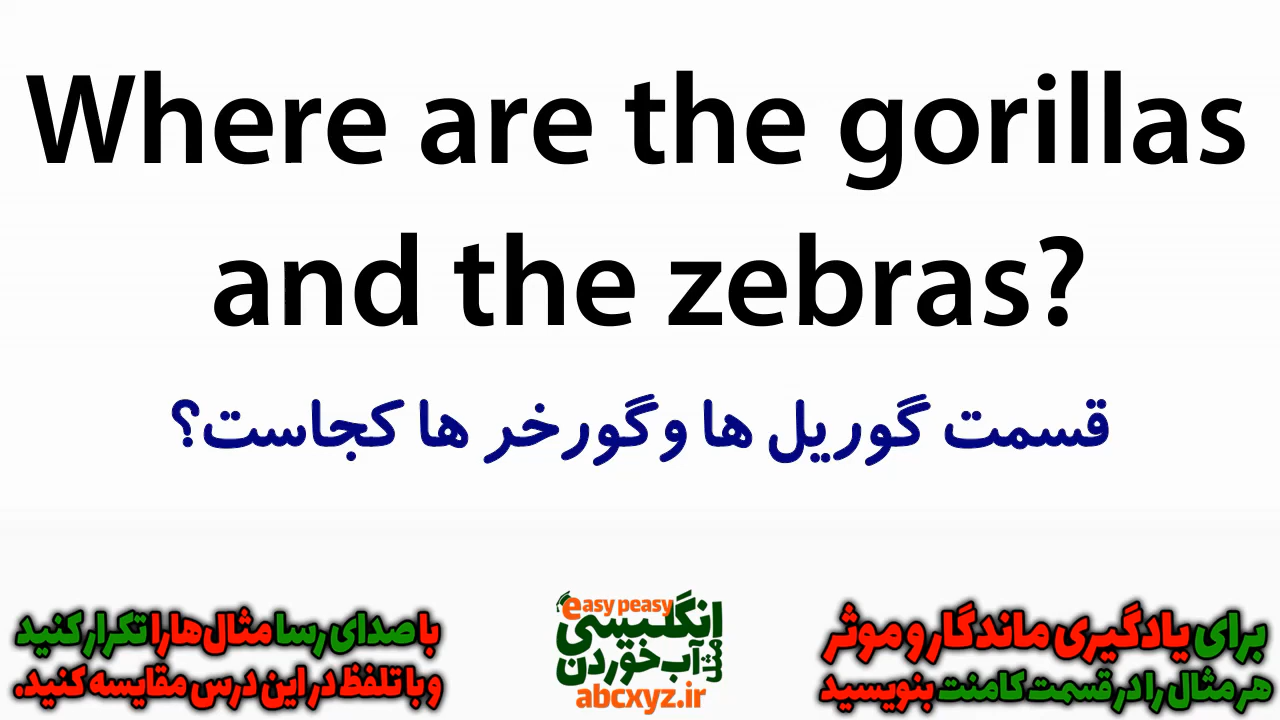 Where are the gorillas
and the zebras?
قسمت گوریل ها و گورخر ها کجاست؟
با صدای رسا مثال‌ها را تکرار کنید
و با تلفظ در این درس مقایسه کنید.
easy peasy
انگلیسی
مثل آب خوردن
abcxyz.ir
برای یادگیری ماندگار و موثر
هر مثال را در قسمت کامنت بنویسید